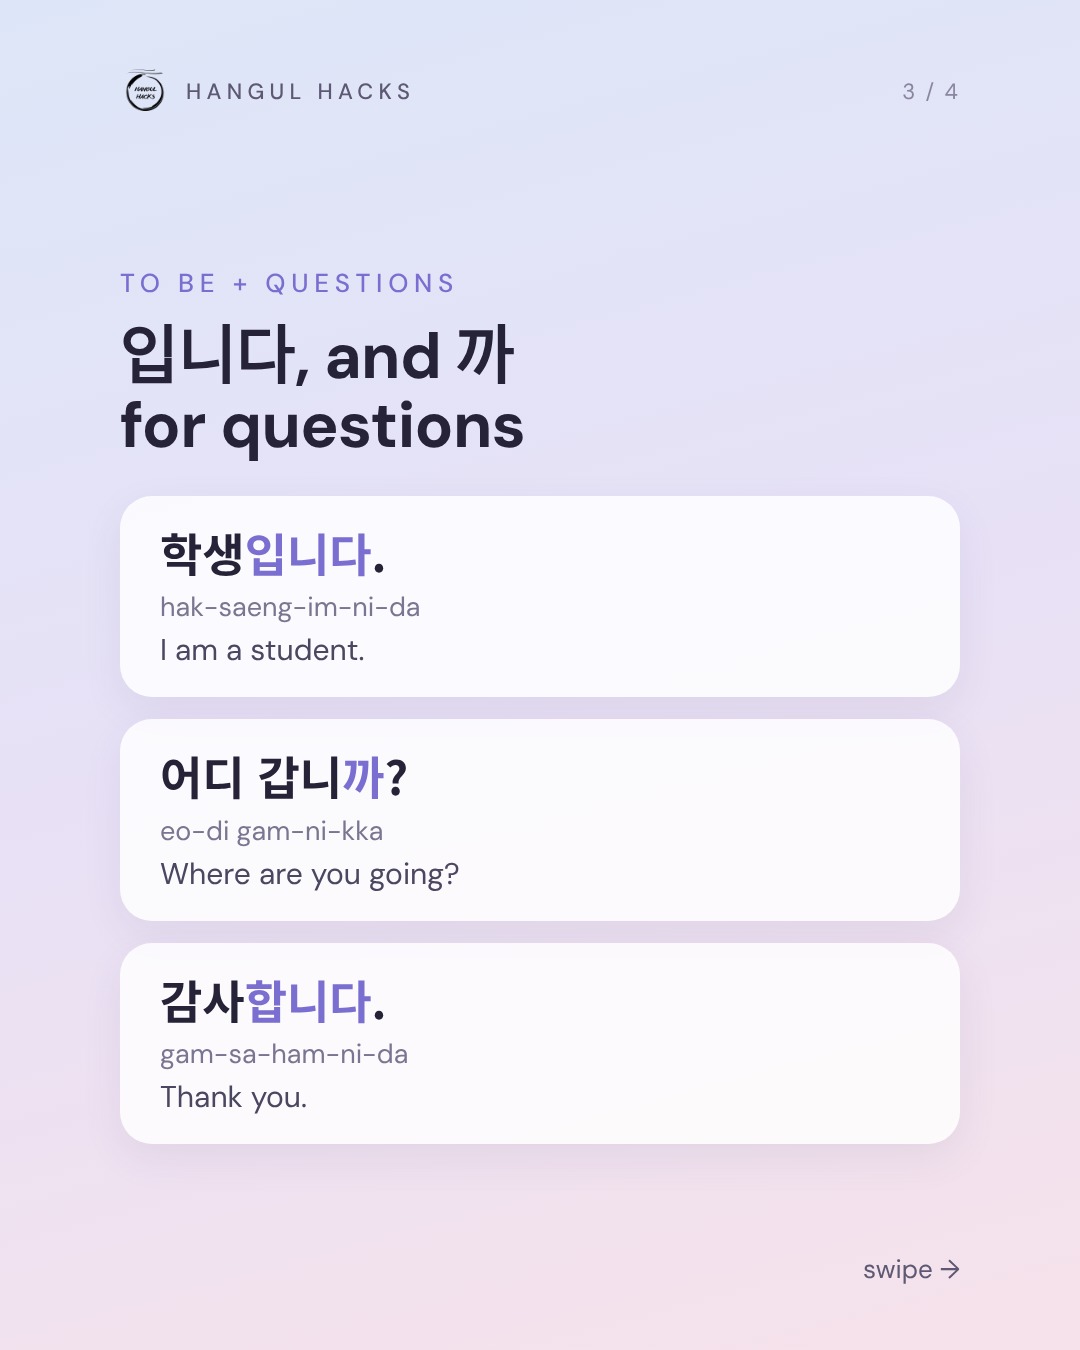 HANGUL HACKS
HANGUL HACKS
3 / 4
TO BE + QUESTIONS
입니다, and 까
for questions
학생입니다.
hak-saeng-im-ni-da
I am a student.
어디 갑니까?
eo-di gam-ni-kka
Where are you going?
감사합니다.
gam-sa-ham-ni-da
Thank you.
swipe →